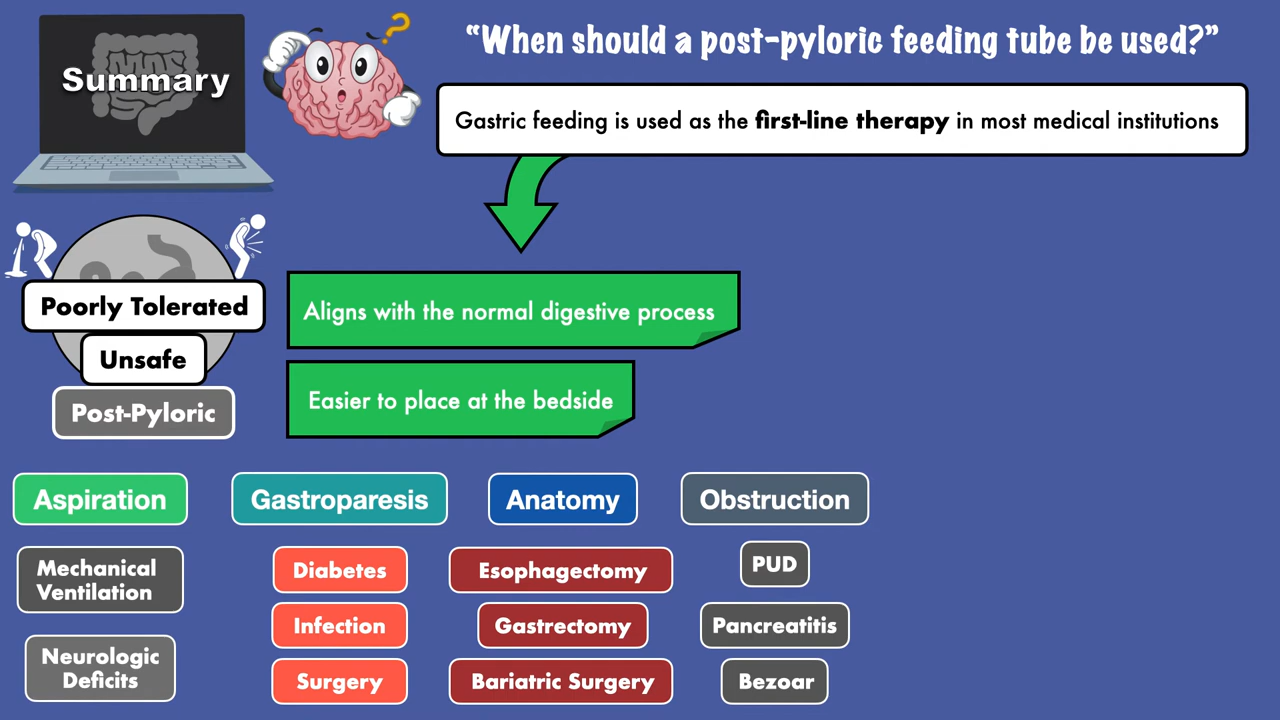 Summary
“When should a post-pyloric feeding tube be used?”
Gastric feeding is used as the first-line therapy in most medical institutions
Poorly Tolerated
Unsafe
Post-Pyloric
Aligns with the normal digestive process
Easier to place at the bedside
Aspiration
Mechanical
Ventilation
Neurologic
Deficits
Gastroparesis
Diabetes
Infection
Surgery
Anatomy
Esophagectomy
Gastrectomy
Bariatric Surgery
Obstruction
PUD
Pancreatitis
Bezoar